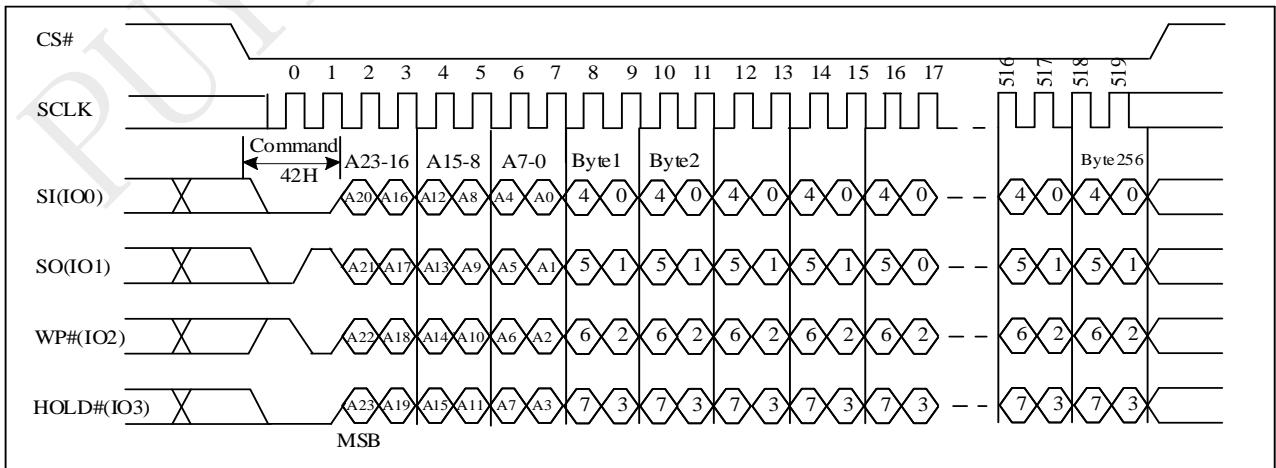 PUY
CS#
0 1 2 3 4 5 6 7 8 9 10 11 12 13 14 15 16 17 516 517 518 519
SCLK
Command
42H
A23-16 A15-8 A7-0 Byte1 Byte2 Byte256
SI(IO0) A20 A16 A12 A8 A4 A0 4 0 4 0 4 0 4 0 4 0 4 0 4 0
SO(IO1) A21 A17 A13 A9 A5 A1 5 1 5 1 5 1 5 1 5 0 5 1 5 1
WP#(IO2) A22 A18 A14 A10 A6 A2 6 2 6 2 6 2 6 2 6 2 6 2 6 2
HOLD#(IO3) A23 A19 A15 A11 A7 A3 7 3 7 3 7 3 7 3 7 3 7 3 7 3
MSB